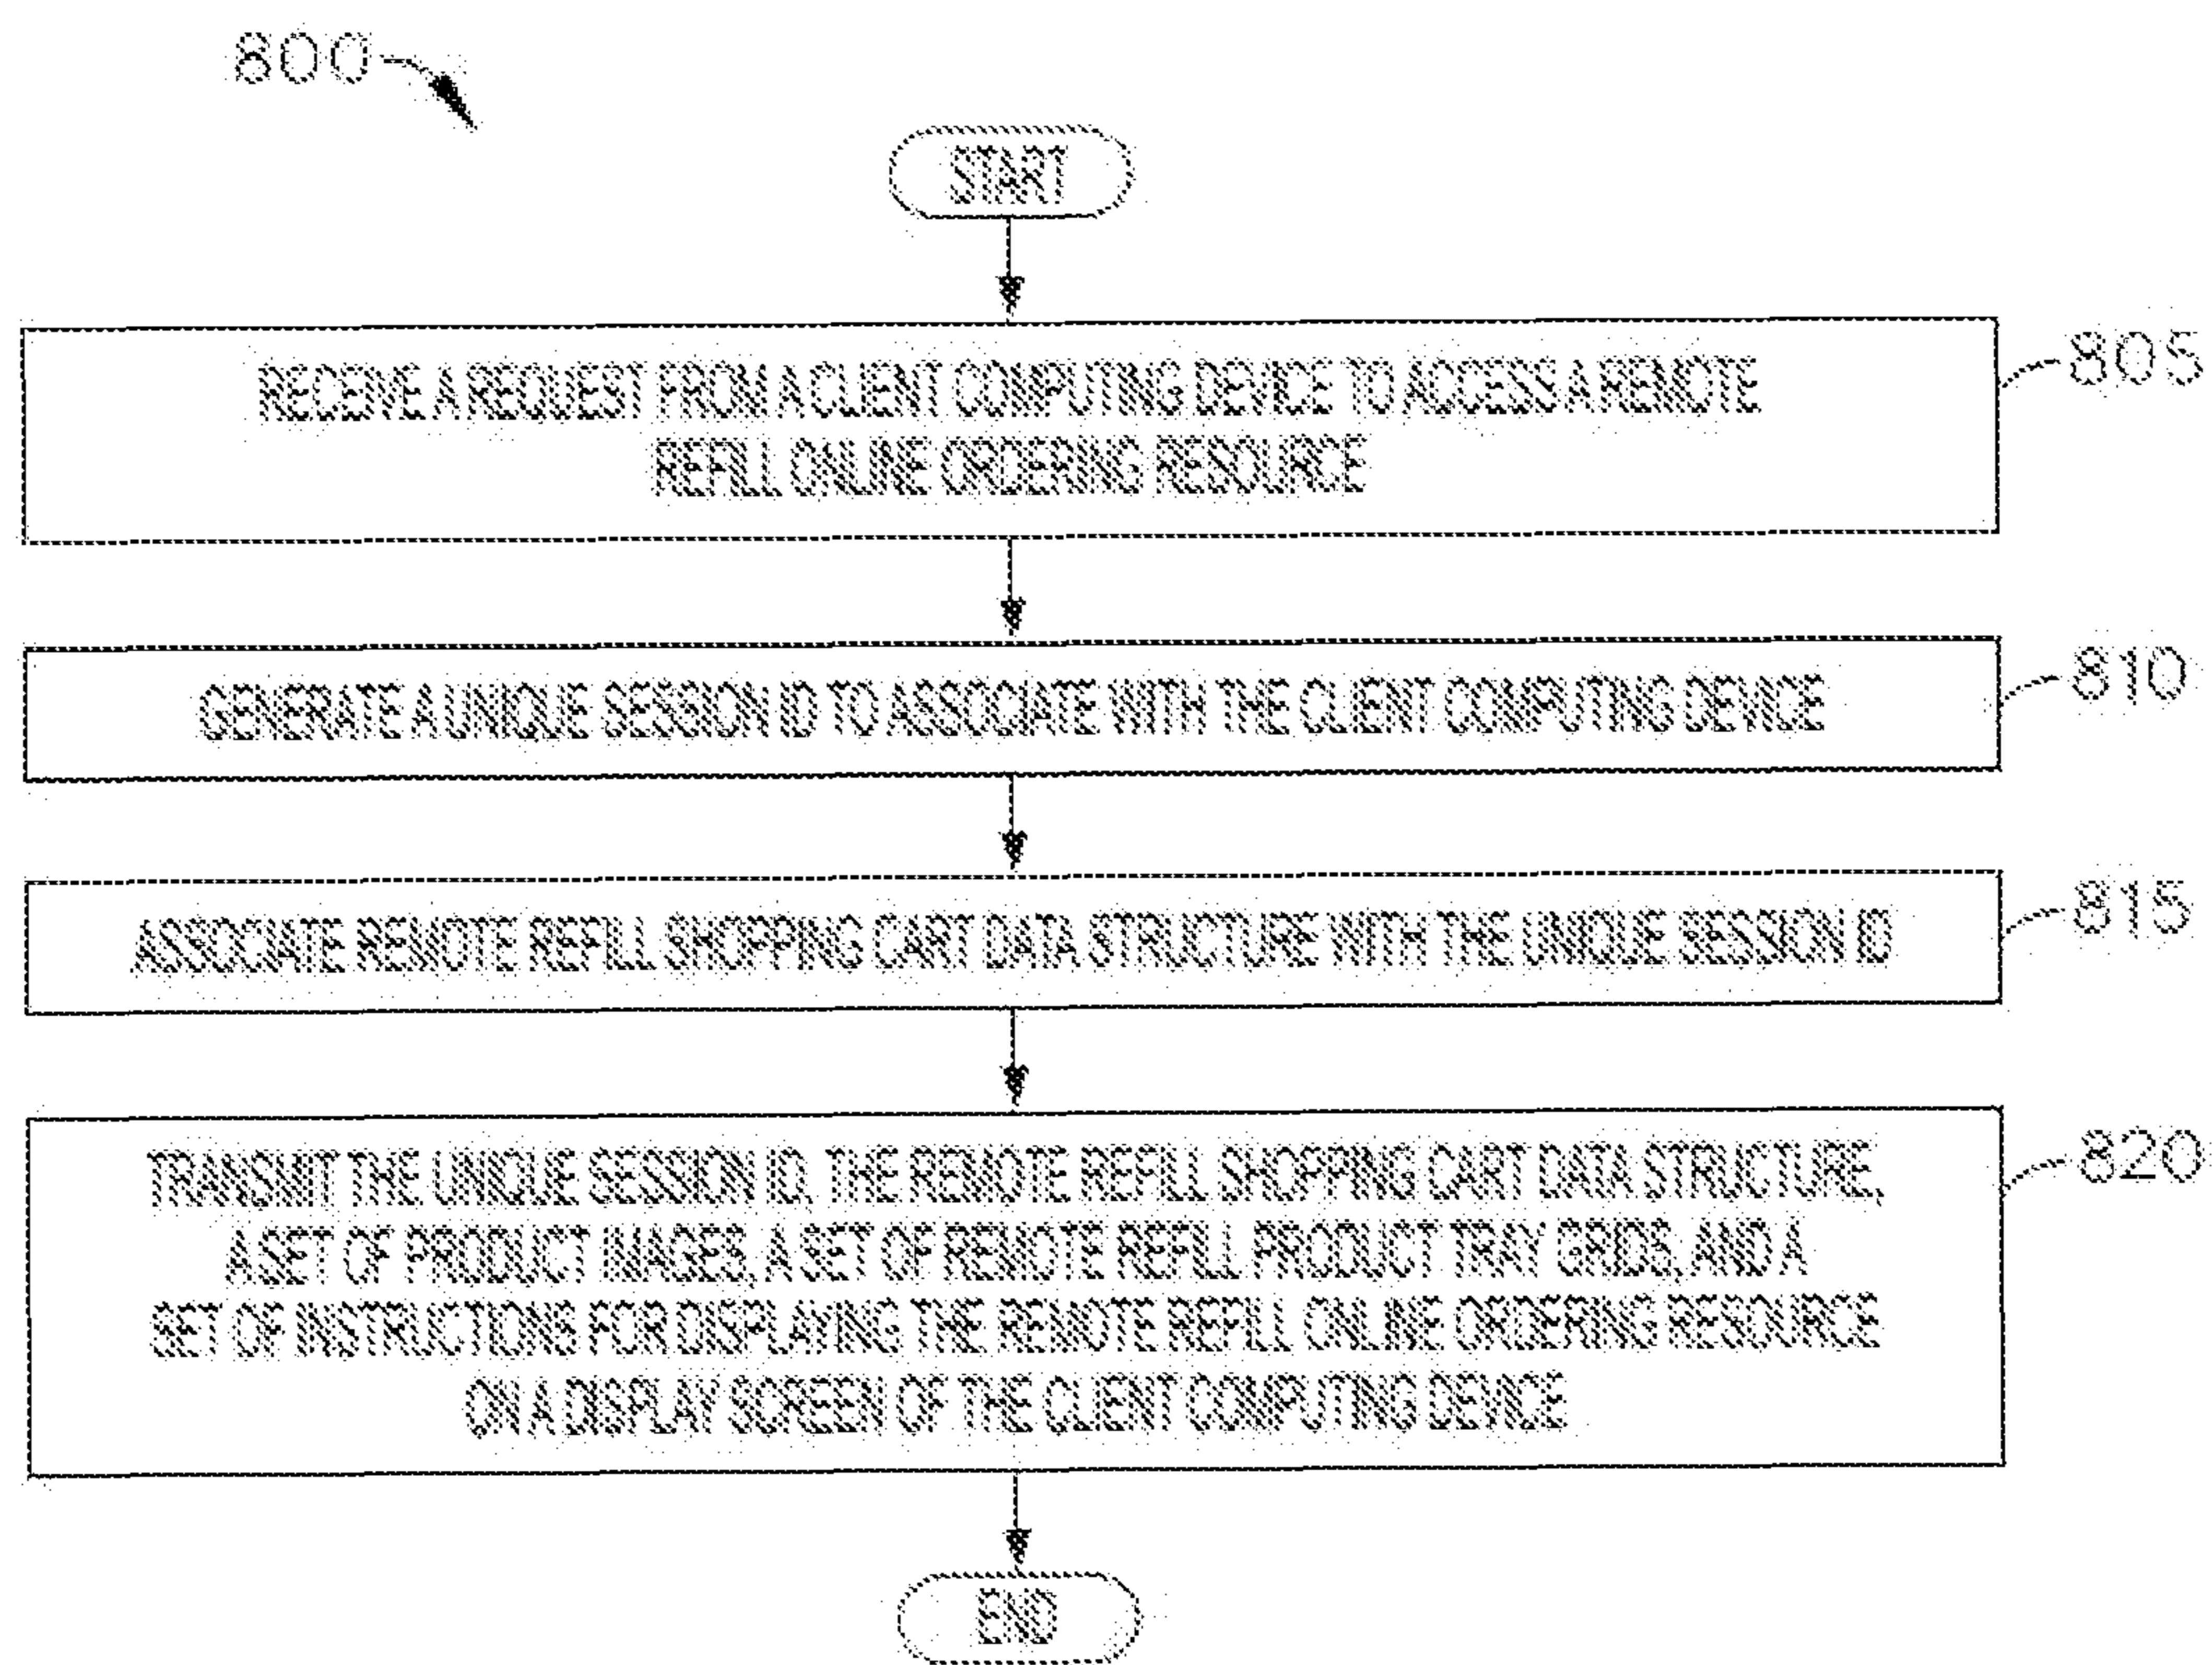 800
START
RECEIVE A REQUEST FROM A CLIENT COMPUTING DEVICE TO ACCESS A REMOTE
REFILL ONLINE ORDERING RESOURCE
805
GENERATE A UNIQUE SESSION ID TO ASSOCIATE WITH THE CLIENT COMPUTING DEVICE
810
ASSOCIATE REMOTE REFILL SHOPPING CART DATA STRUCTURE WITH THE UNIQUE SESSION ID
815
TRANSMIT THE UNIQUE SESSION ID, THE REMOTE REFILL SHOPPING CART DATA STRUCTURE,
A SET OF PRODUCT IMAGES, A SET OF REMOTE REFILL PRODUCT TRAY GRIDS, AND A
SET OF INSTRUCTIONS FOR DISPLAYING THE REMOTE REFILL ONLINE ORDERING RESOURCE
ON A DISPLAY SCREEN OF THE CLIENT COMPUTING DEVICE
820
END